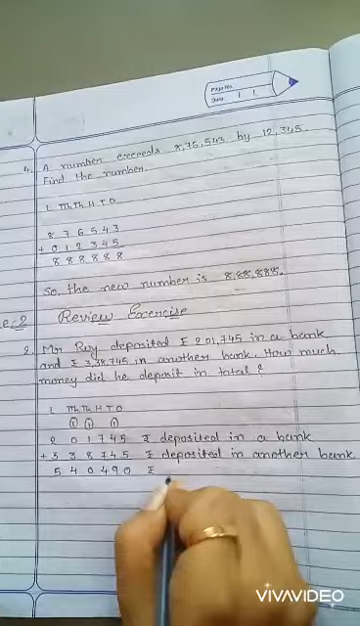 Page No.
Date
4. A number exceeds 8,76,543 by 12,345.
Find the number.
L TTh Th H T O
8 7 6 5 4 3
+ 0 1 2 3 4 5
8 8 8 8 8 8
So, the new number is 8,88,888.
e-2 Review Exercise
2. Mr Roy deposited ₹ 201,745 in a bank
and ₹ 3,38,745 in another bank. How much
money did he deposit in total?
L TTh Th H T O
① ① ①
2 0 1 7 4 5 ₹ deposited in a bank
+ 3 3 8 7 4 5 ₹ deposited in another bank
5 4 0 4 9 0 ₹
VIVAVIDEO